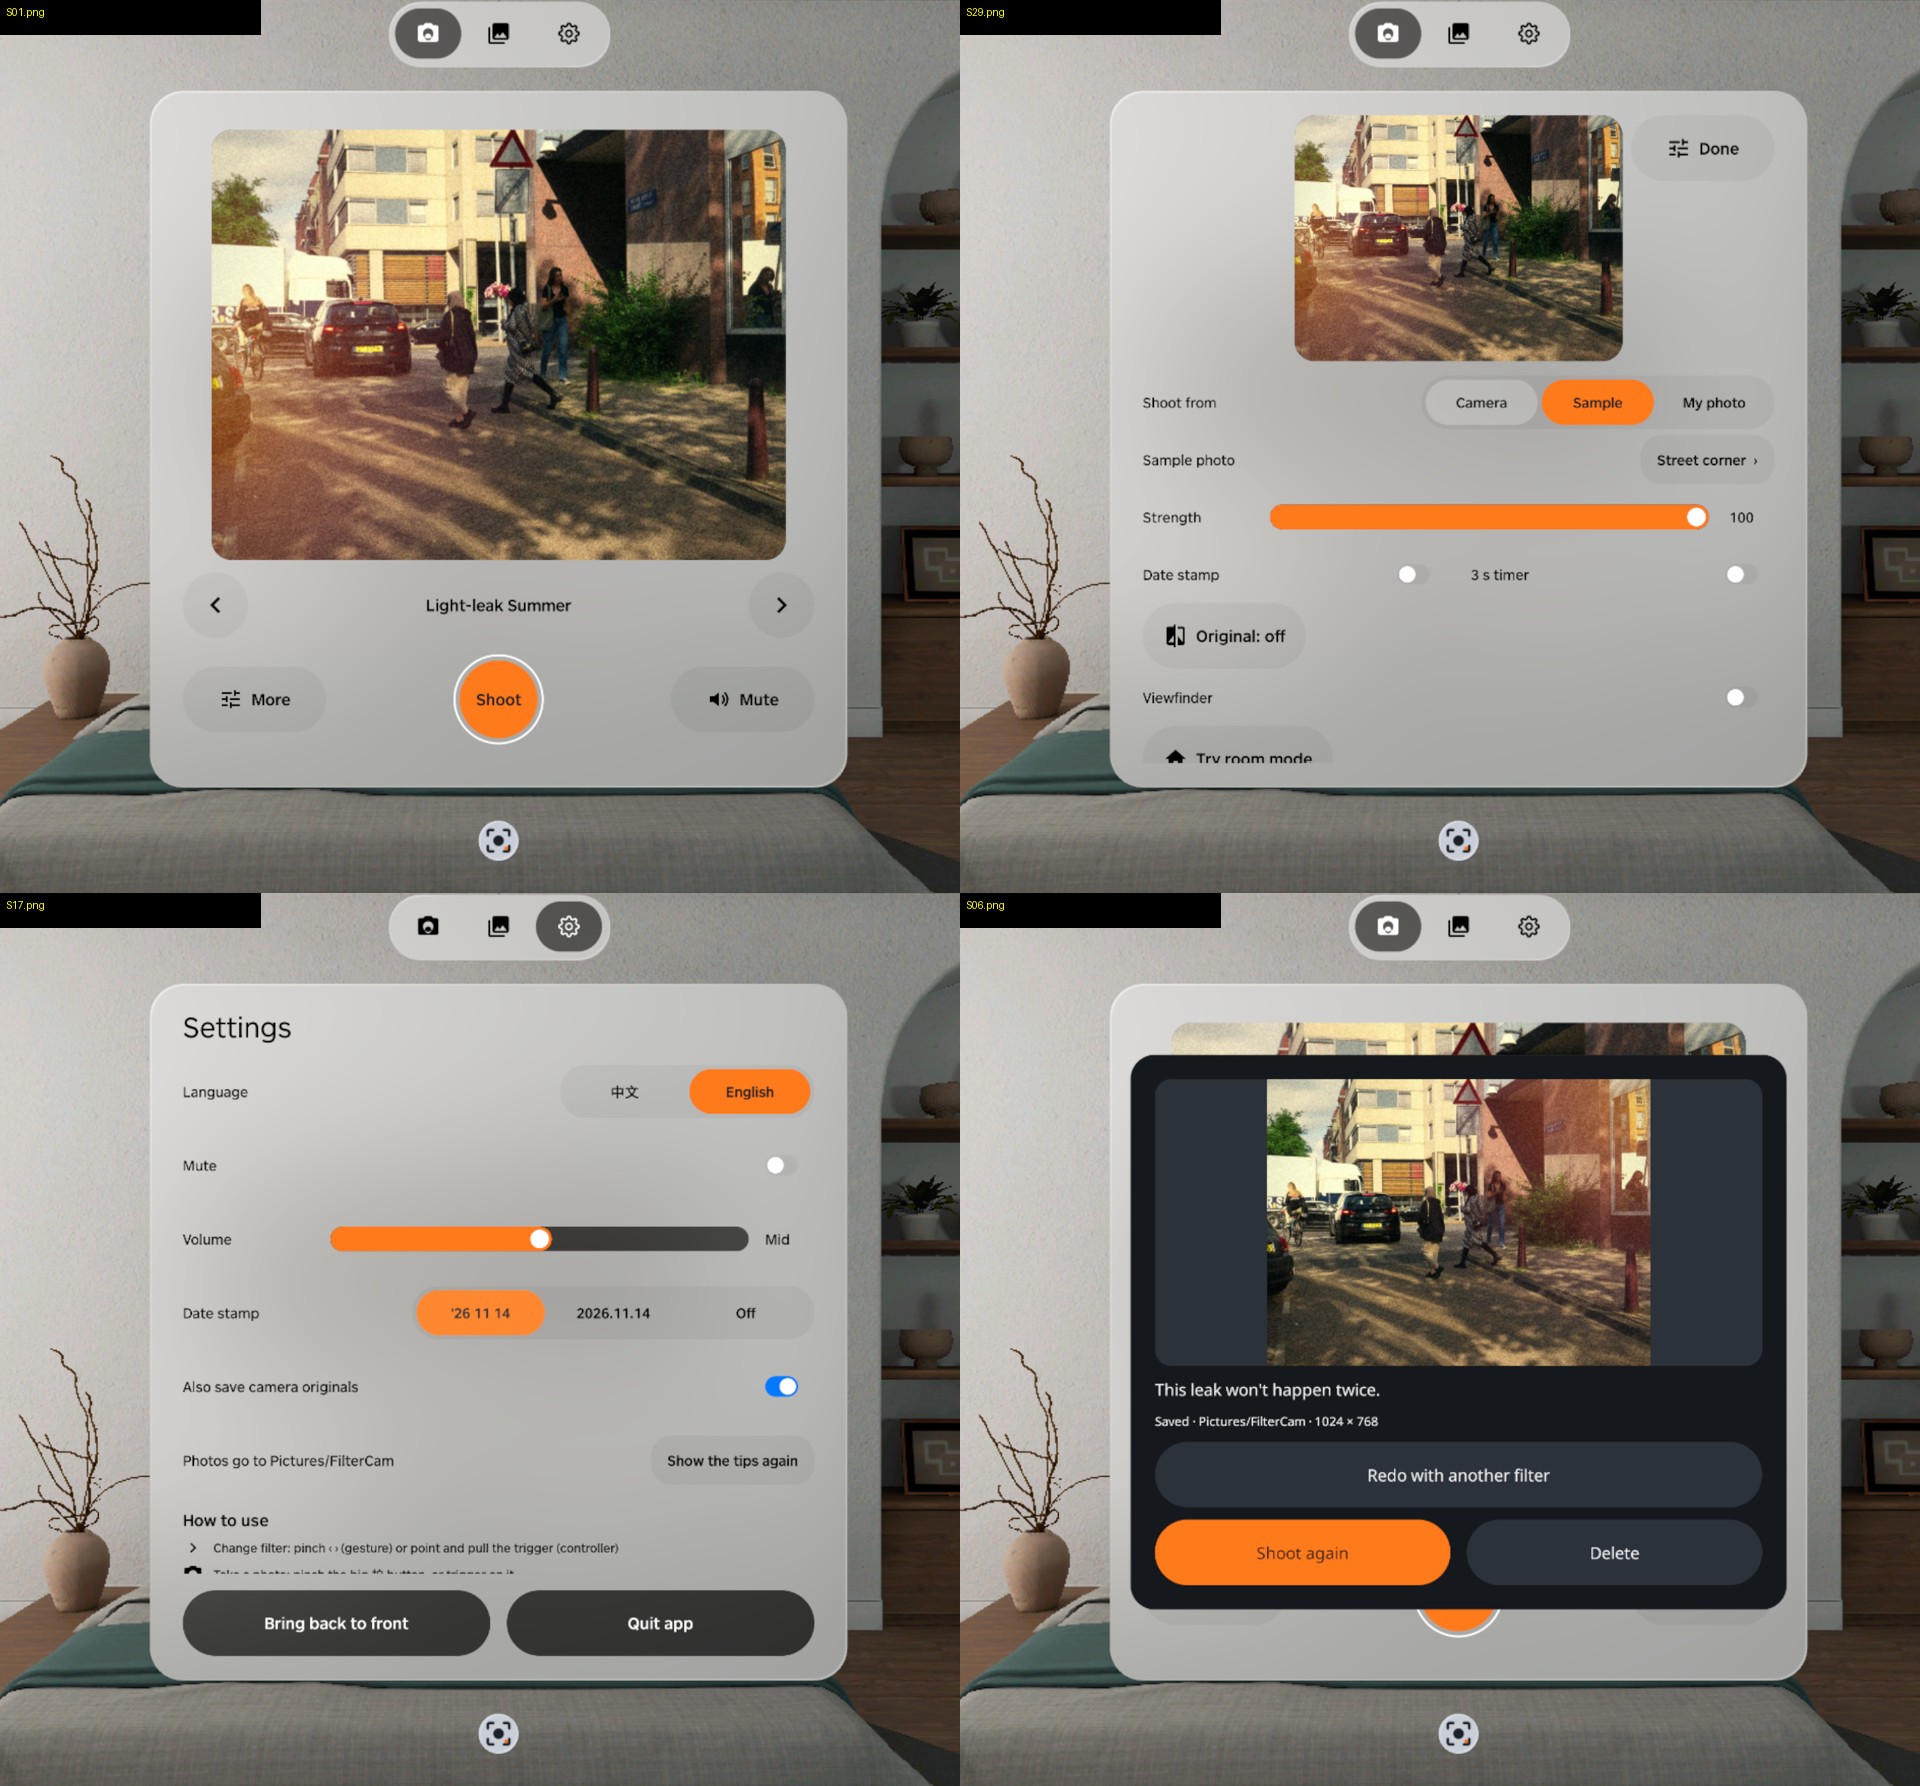 S01.png
Light-leak Summer
More
Shoot
Mute
S29.png
Done
Shoot from
Camera
Sample
My photo
Sample photo
Street corner ›
Strength
100
Date stamp
3 s timer
Original: off
Viewfinder
Try room mode
S17.png
Settings
Language
中文
English
Mute
Volume
Mid
Date stamp
'26 11 14
2026.11.14
Off
Also save camera originals
Photos go to Pictures/FilterCam
Show the tips again
How to use
Change filter: pinch ‹ › (gesture) or point and pull the trigger (controller)
Bring back to front
Quit app
S06.png
This leak won't happen twice.
Saved · Pictures/FilterCam · 1024 × 768
Redo with another filter
Shoot again
Delete